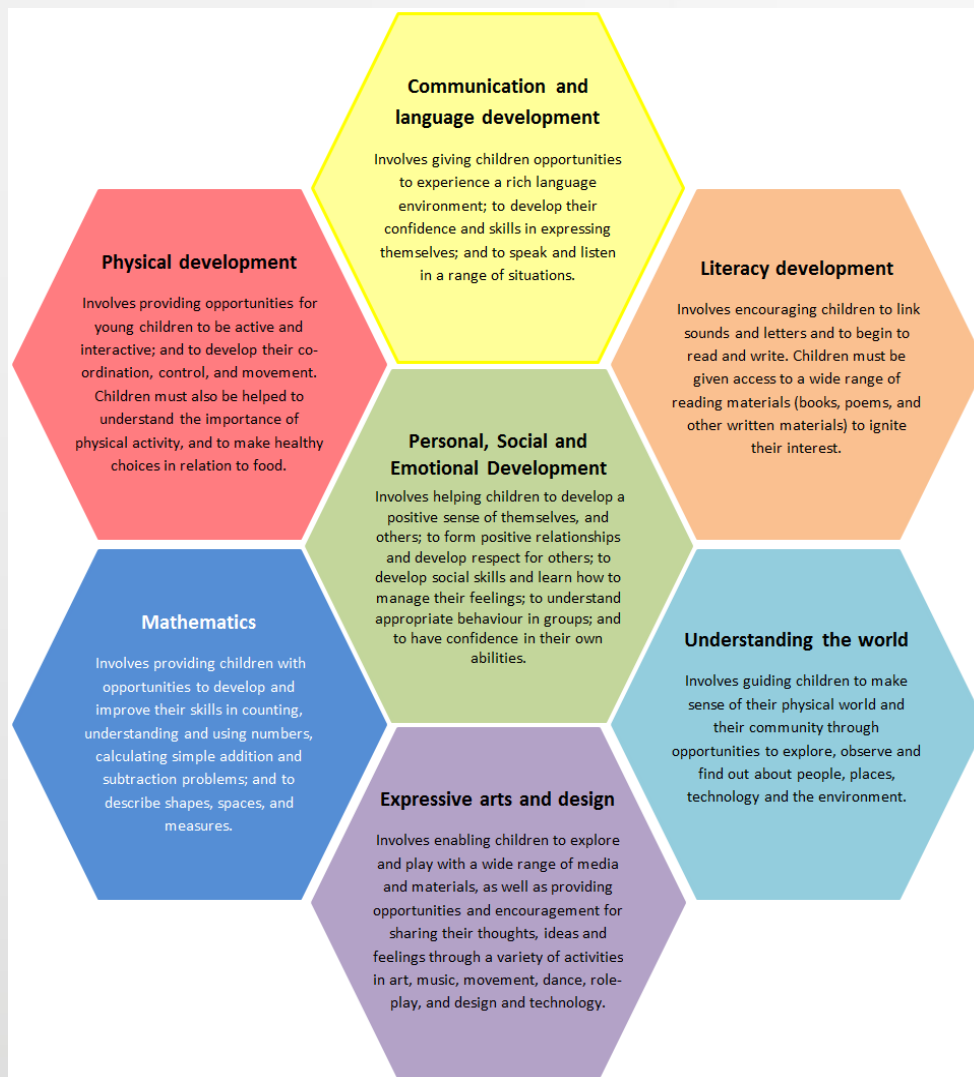 Communication and
language development
Involves giving children opportunities
to experience a rich language
environment; to develop their
confidence and skills in expressing
themselves; and to speak and listen
in a range of situations.
Physical development
Involves providing opportunities for
young children to be active and
interactive; and to develop their co-
ordination, control, and movement.
Children must also be helped to
understand the importance of
physical activity, and to make healthy
choices in relation to food.
Literacy development
Involves encouraging children to link
sounds and letters and to begin to
read and write. Children must be
given access to a wide range of
reading materials (books, poems, and
other written materials) to ignite
their interest.
Personal, Social and
Emotional Development
Involves helping children to develop a
positive sense of themselves, and
others; to form positive relationships
and develop respect for others; to
develop social skills and learn how to
manage their feelings; to understand
appropriate behaviour in groups; and
to have confidence in their own
abilities.
Mathematics
Involves providing children with
opportunities to develop and
improve their skills in counting,
understanding and using numbers,
calculating simple addition and
subtraction problems; and to
describe shapes, spaces, and
measures.
Understanding the world
Involves guiding children to make
sense of their physical world and
their community through
opportunities to explore, observe and
find out about people, places,
technology and the environment.
Expressive arts and design
Involves enabling children to explore
and play with a wide range of media
and materials, as well as providing
opportunities and encouragement for
sharing their thoughts, ideas and
feelings through a variety of activities
in art, music, movement, dance, role-
play, and design and technology.